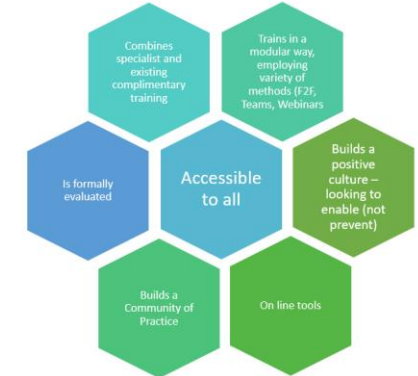 Combines
specialist and
existing
complimentary
training
Trains in a
modular way,
employing
variety of
methods (F2F,
Teams, Webinars
Is formally
evaluated
Accessible
to all
Builds a
positive
culture –
looking to
enable (not
prevent)
Builds a
Community of
Practice
On line tools